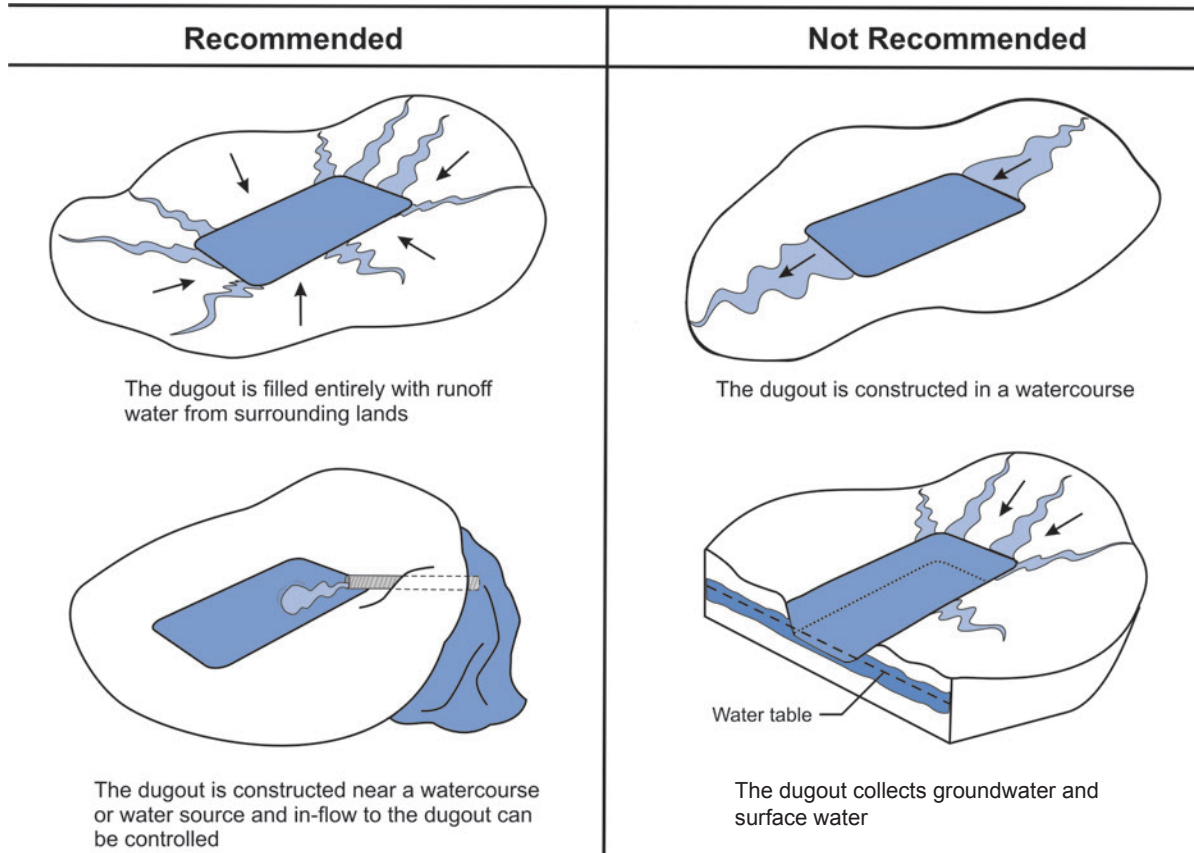 Recommended
Not Recommended
The dugout is filled entirely with runoff
water from surrounding lands
The dugout is constructed in a watercourse
Water table
The dugout is constructed near a watercourse
or water source and in-flow to the dugout can
be controlled
The dugout collects groundwater and
surface water